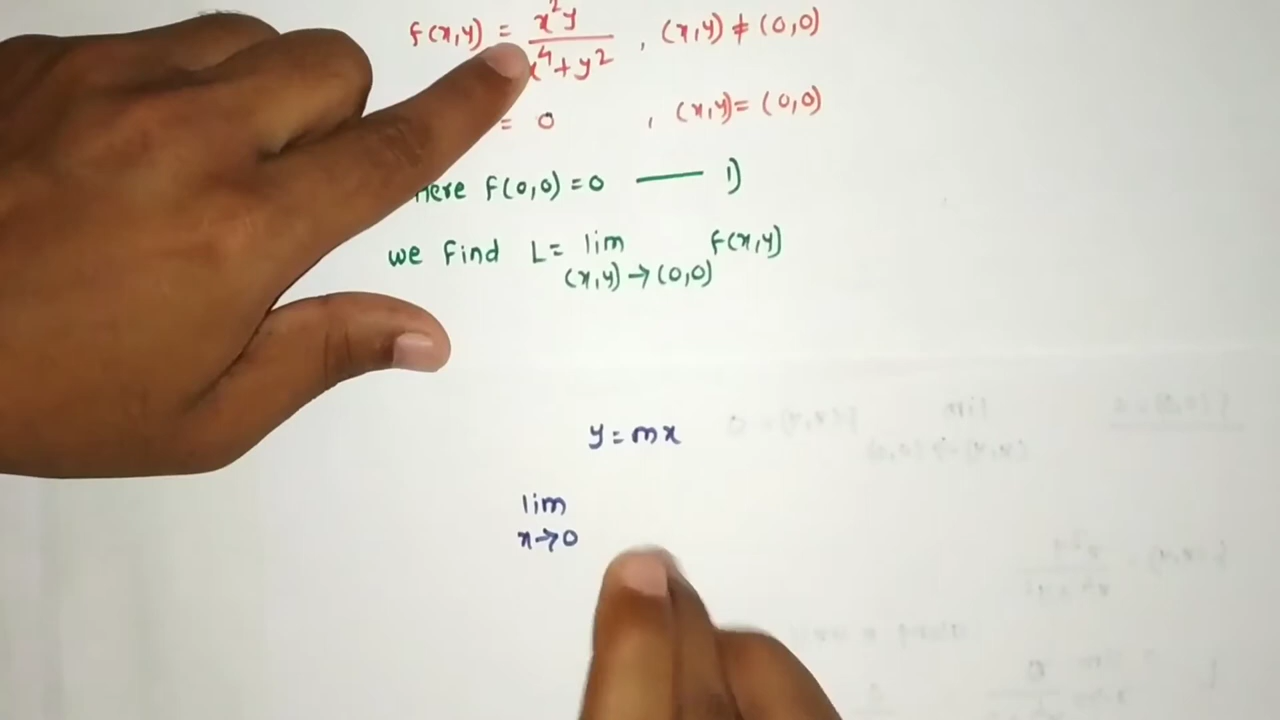 f(x,y) = x²y / x⁴+y² , (x,y) ≠ (0,0)
= 0 , (x,y) = (0,0)
Here f(0,0) = 0 —— 1)
we find L = lim f(x,y)
(x,y)→(0,0)
y = mx
lim
x→0